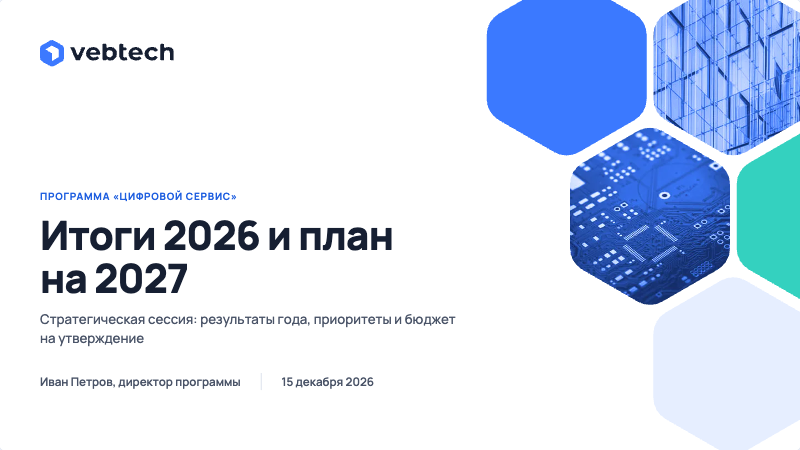 vebtech
ПРОГРАММА «ЦИФРОВОЙ СЕРВИС»
Итоги 2026 и план
на 2027
Стратегическая сессия: результаты года, приоритеты и бюджет
на утверждение
Иван Петров, директор программы
15 декабря 2026